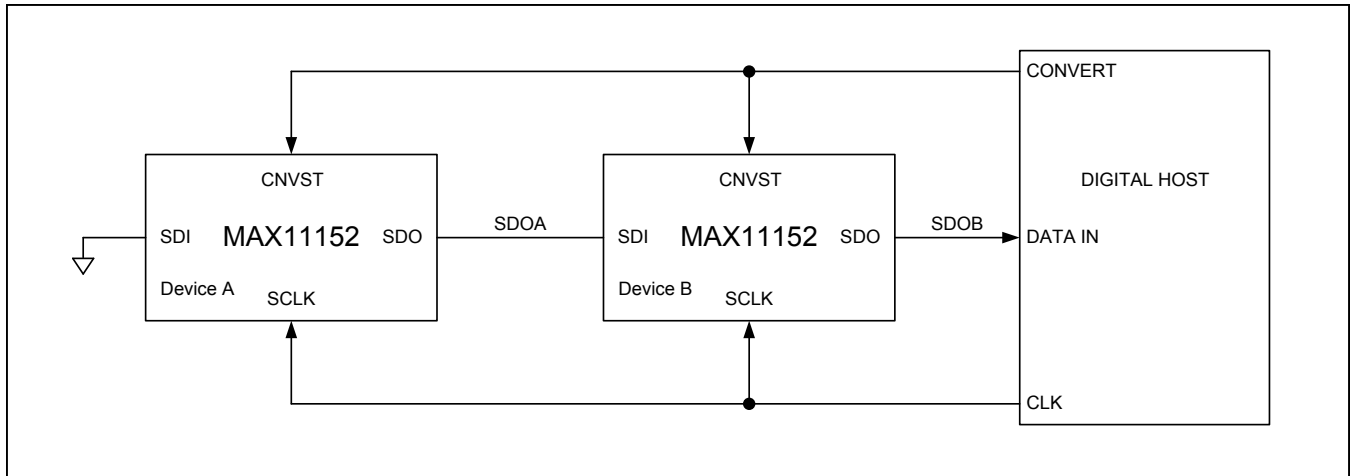 CONVERT
CNVST
CNVST
DIGITAL HOST
SDI MAX11152 SDO
SDOA
SDI MAX11152 SDO
SDOB
DATA IN
Device A
SCLK
Device B
SCLK
CLK